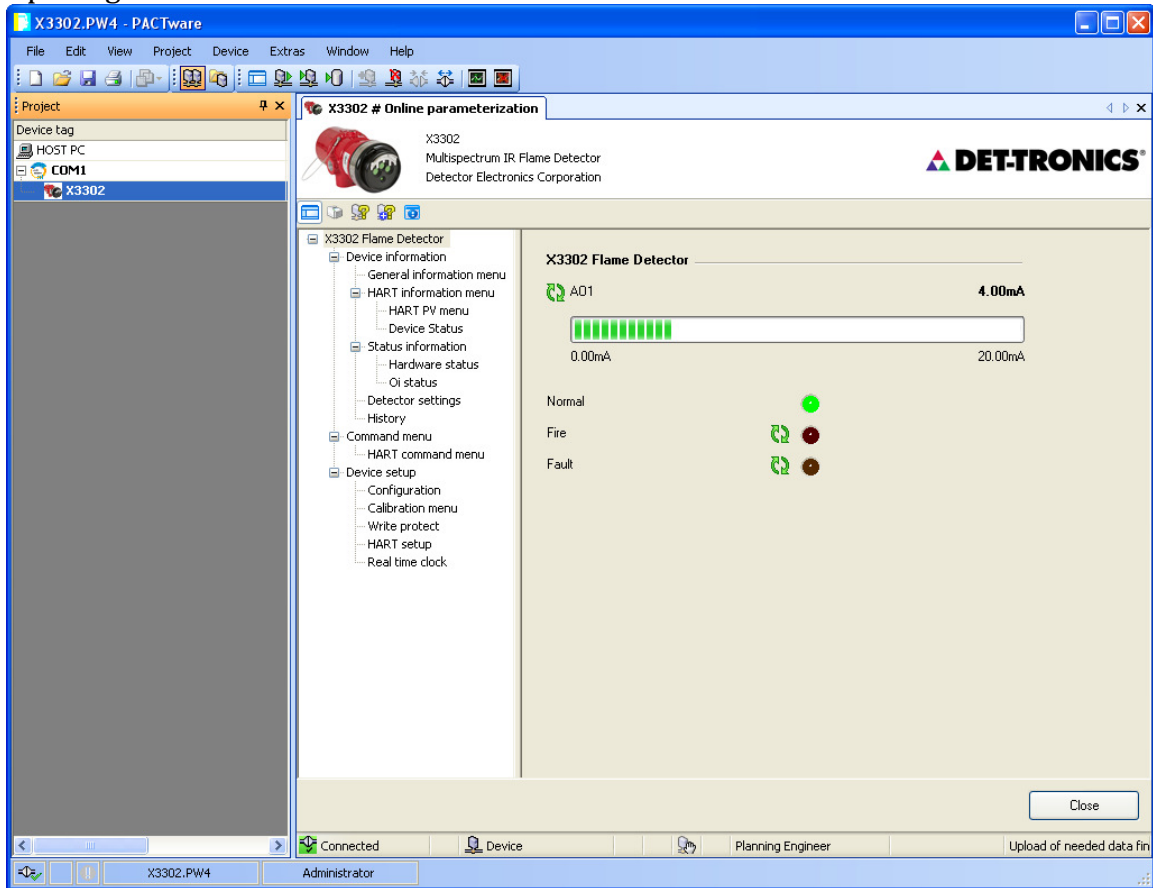 X3302.PW4 - PACTware
File Edit View Project Device Extras Window Help
Project
X3302 # Online parameterization
Device tag
HOST PC
COM1
X3302
X3302
Multispectrum IR Flame Detector
Detector Electronics Corporation
DET-TRONICS®
X3302 Flame Detector
Device information
General information menu
HART information menu
HART PV menu
Device Status
Status information
Hardware status
Oi status
Detector settings
History
Command menu
HART command menu
Device setup
Configuration
Calibration menu
Write protect
HART setup
Real time clock
X3302 Flame Detector
AO1 4.00mA
0.00mA 20.00mA
Normal
Fire
Fault
Close
Connected Device Planning Engineer Upload of needed data fin
X3302.PW4 Administrator